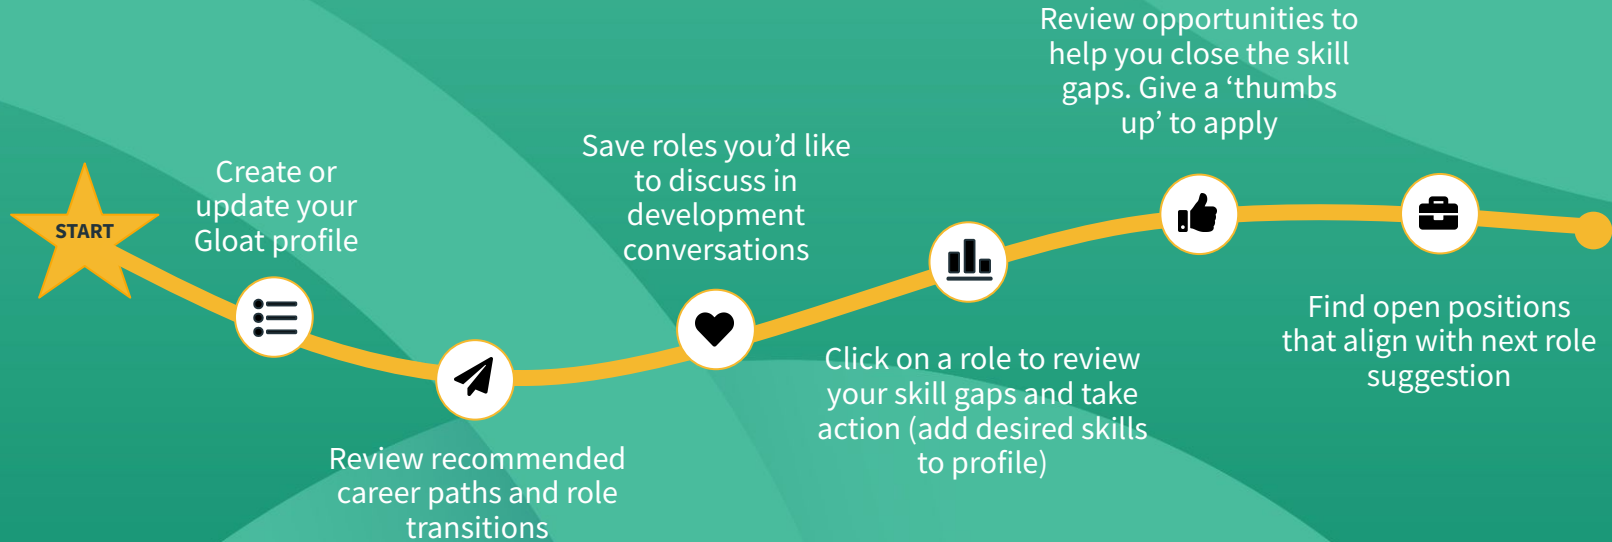 START
Create or
update your
Gloat profile
Review recommended
career paths and role
transitions
Save roles you’d like
to discuss in
development
conversations
Click on a role to review
your skill gaps and take
action (add desired skills
to profile)
Review opportunities to
help you close the skill
gaps. Give a ‘thumbs
up’ to apply
Find open positions
that align with next role
suggestion